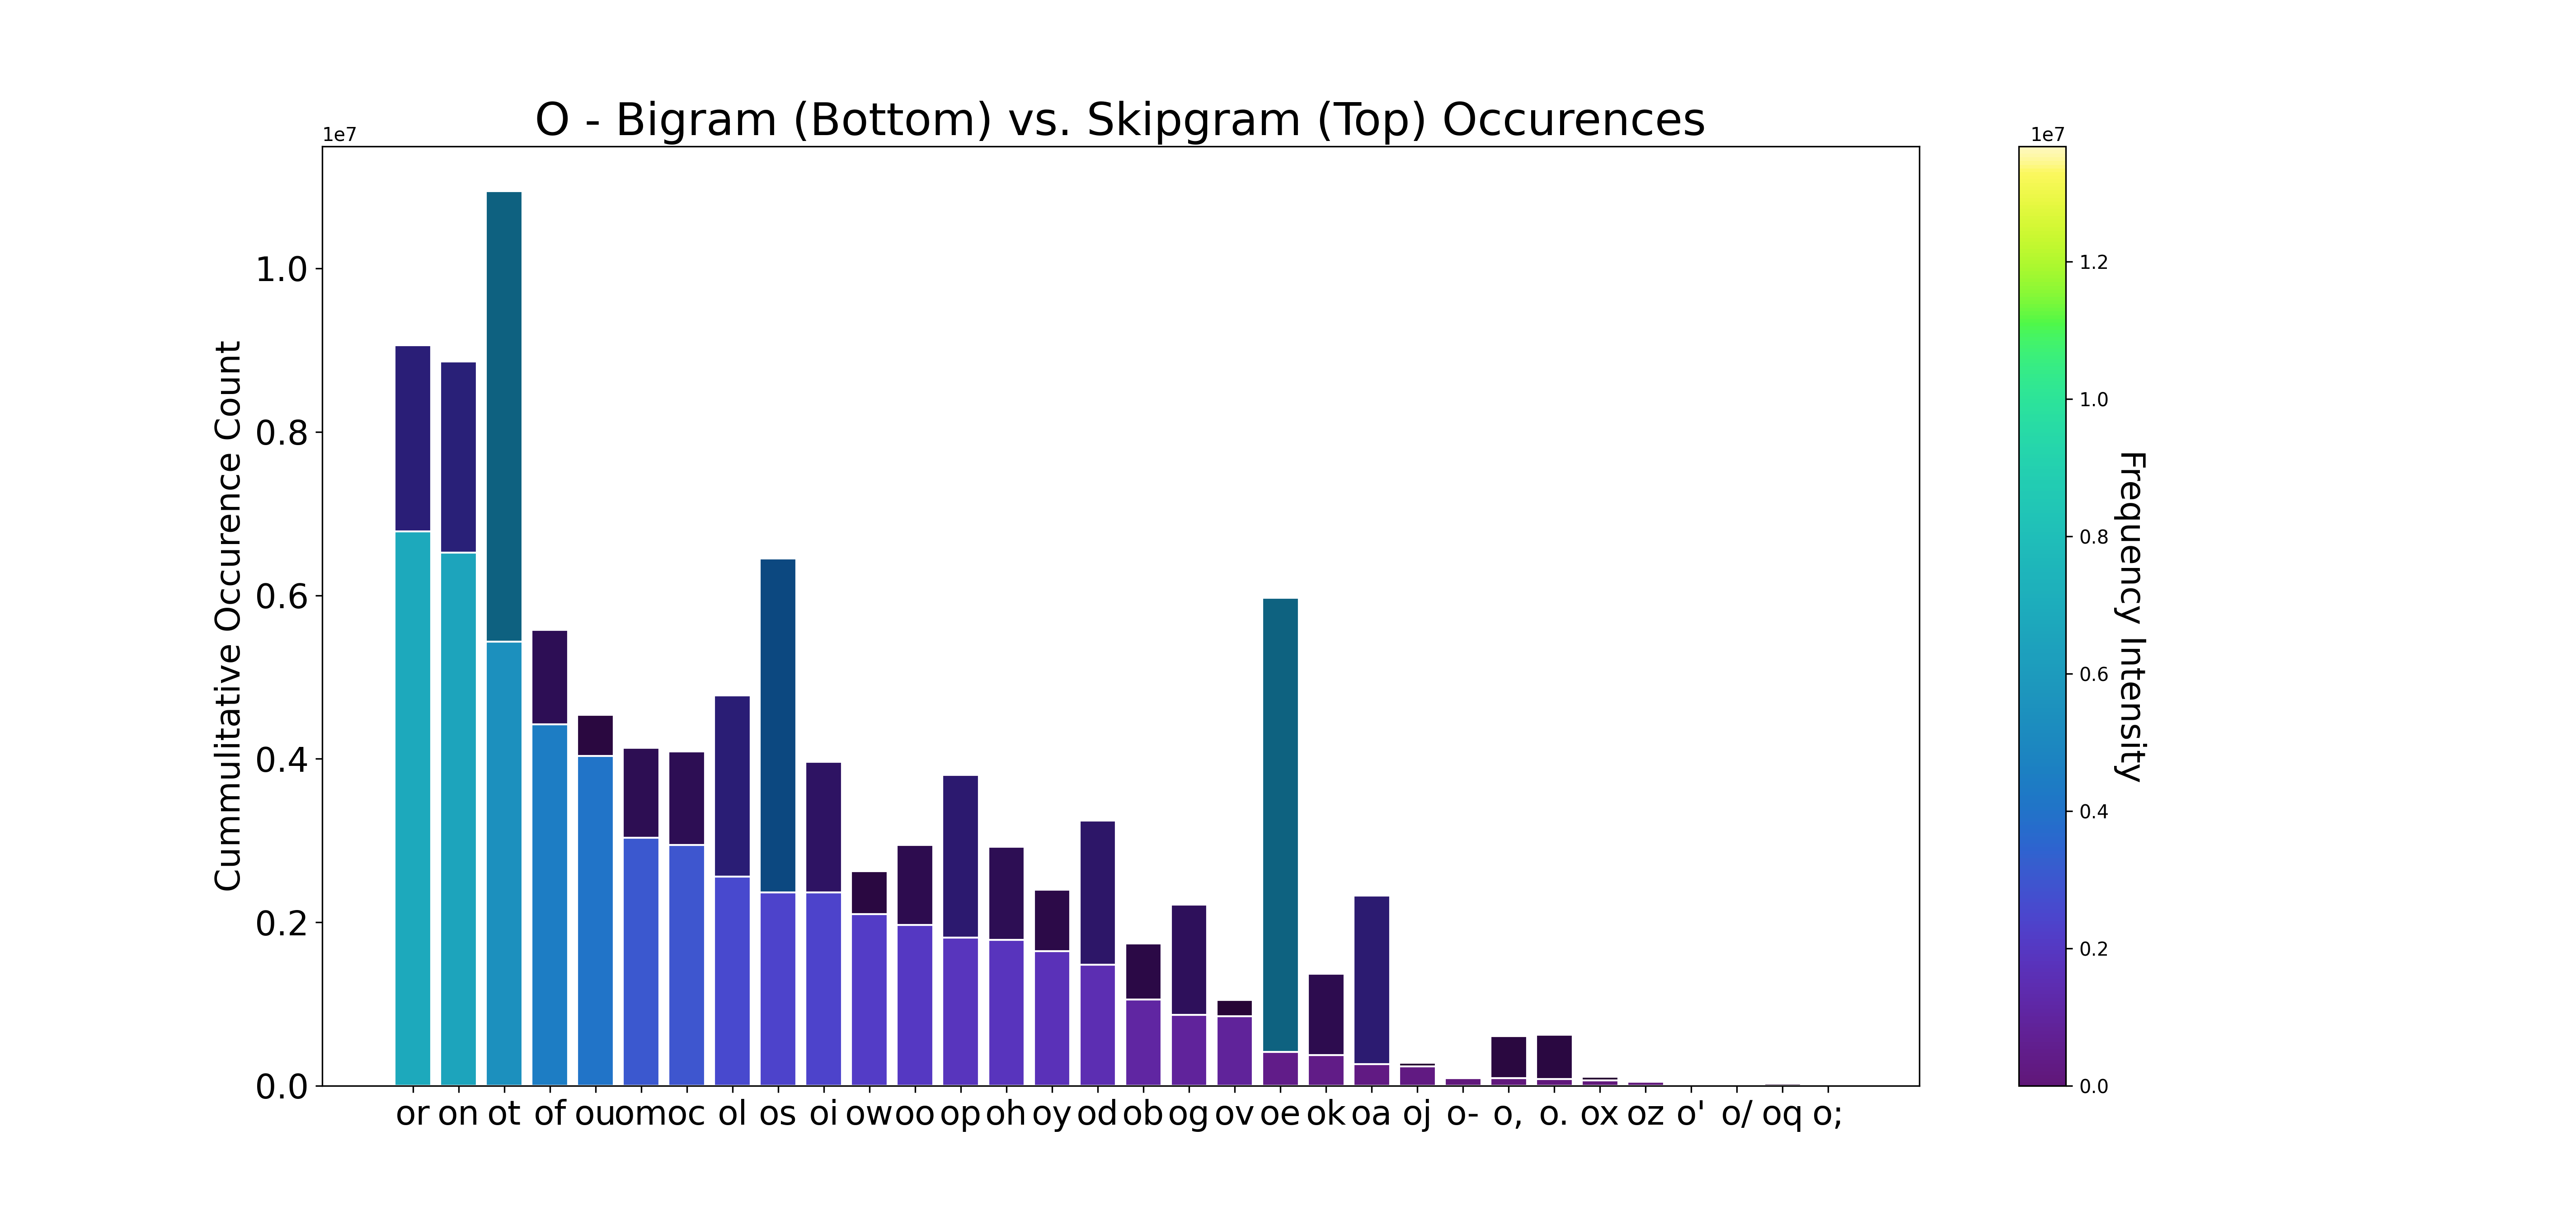 O - Bigram (Bottom) vs. Skipgram (Top) Occurences
1e7
1e7
Cummulitative Occurence Count
1.0
0.8
0.6
0.4
0.2
0.0
or on ot of ou om oc ol os oi ow oo op oh oy od ob og ov oe ok oa oj o- o, o. ox oz o' o/ oq o;
1.2
1.0
0.8
0.6
0.4
0.2
0.0
Frequency Intensity